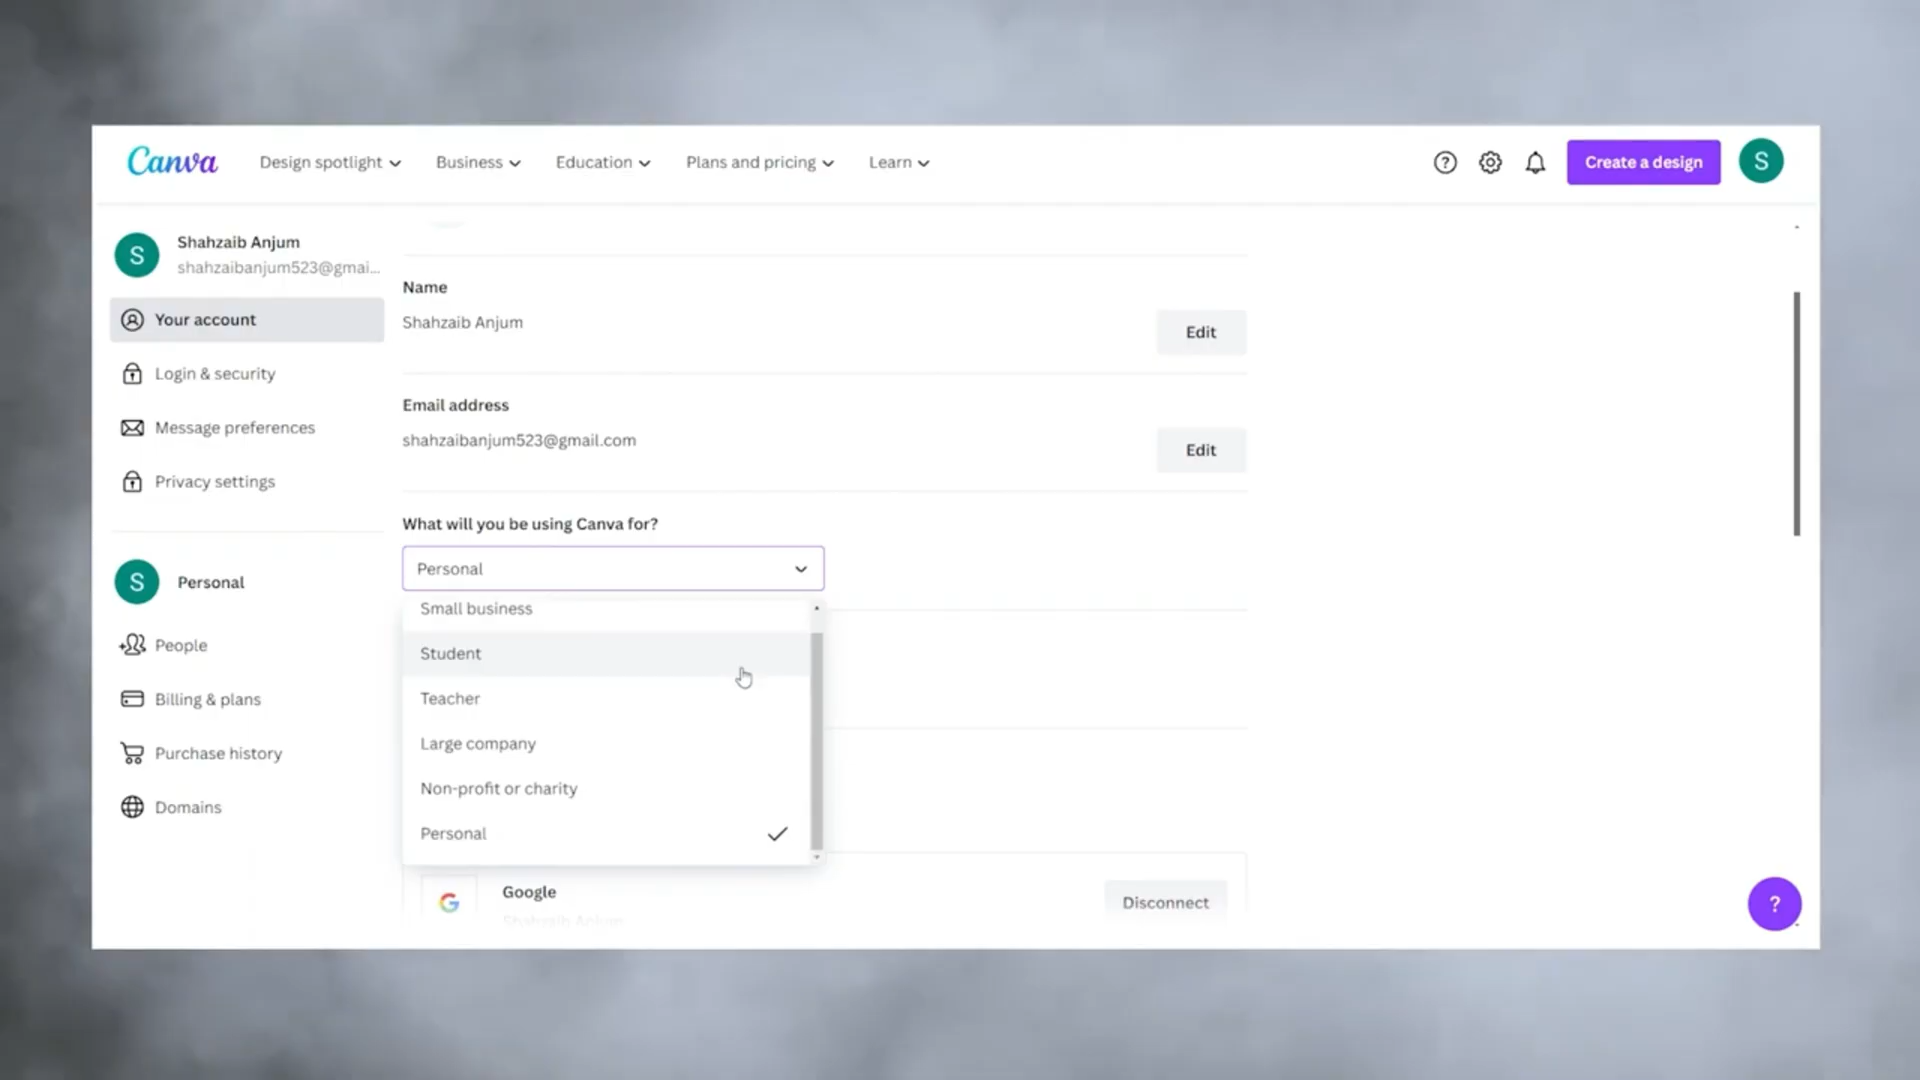 Canva
Design spotlight
Business
Education
Plans and pricing
Learn
?
Create a design
S
S
Shahzaib Anjum
shahzaibanjum523@gmai...
Your account
Login & security
Message preferences
Privacy settings
S
Personal
People
Billing & plans
Purchase history
Domains
Name
Shahzaib Anjum
Edit
Email address
shahzaibanjum523@gmail.com
Edit
What will you be using Canva for?
Personal
Small business
Student
Teacher
Large company
Non-profit or charity
Personal
G
Google
Shahzaib Anjum
Disconnect
?